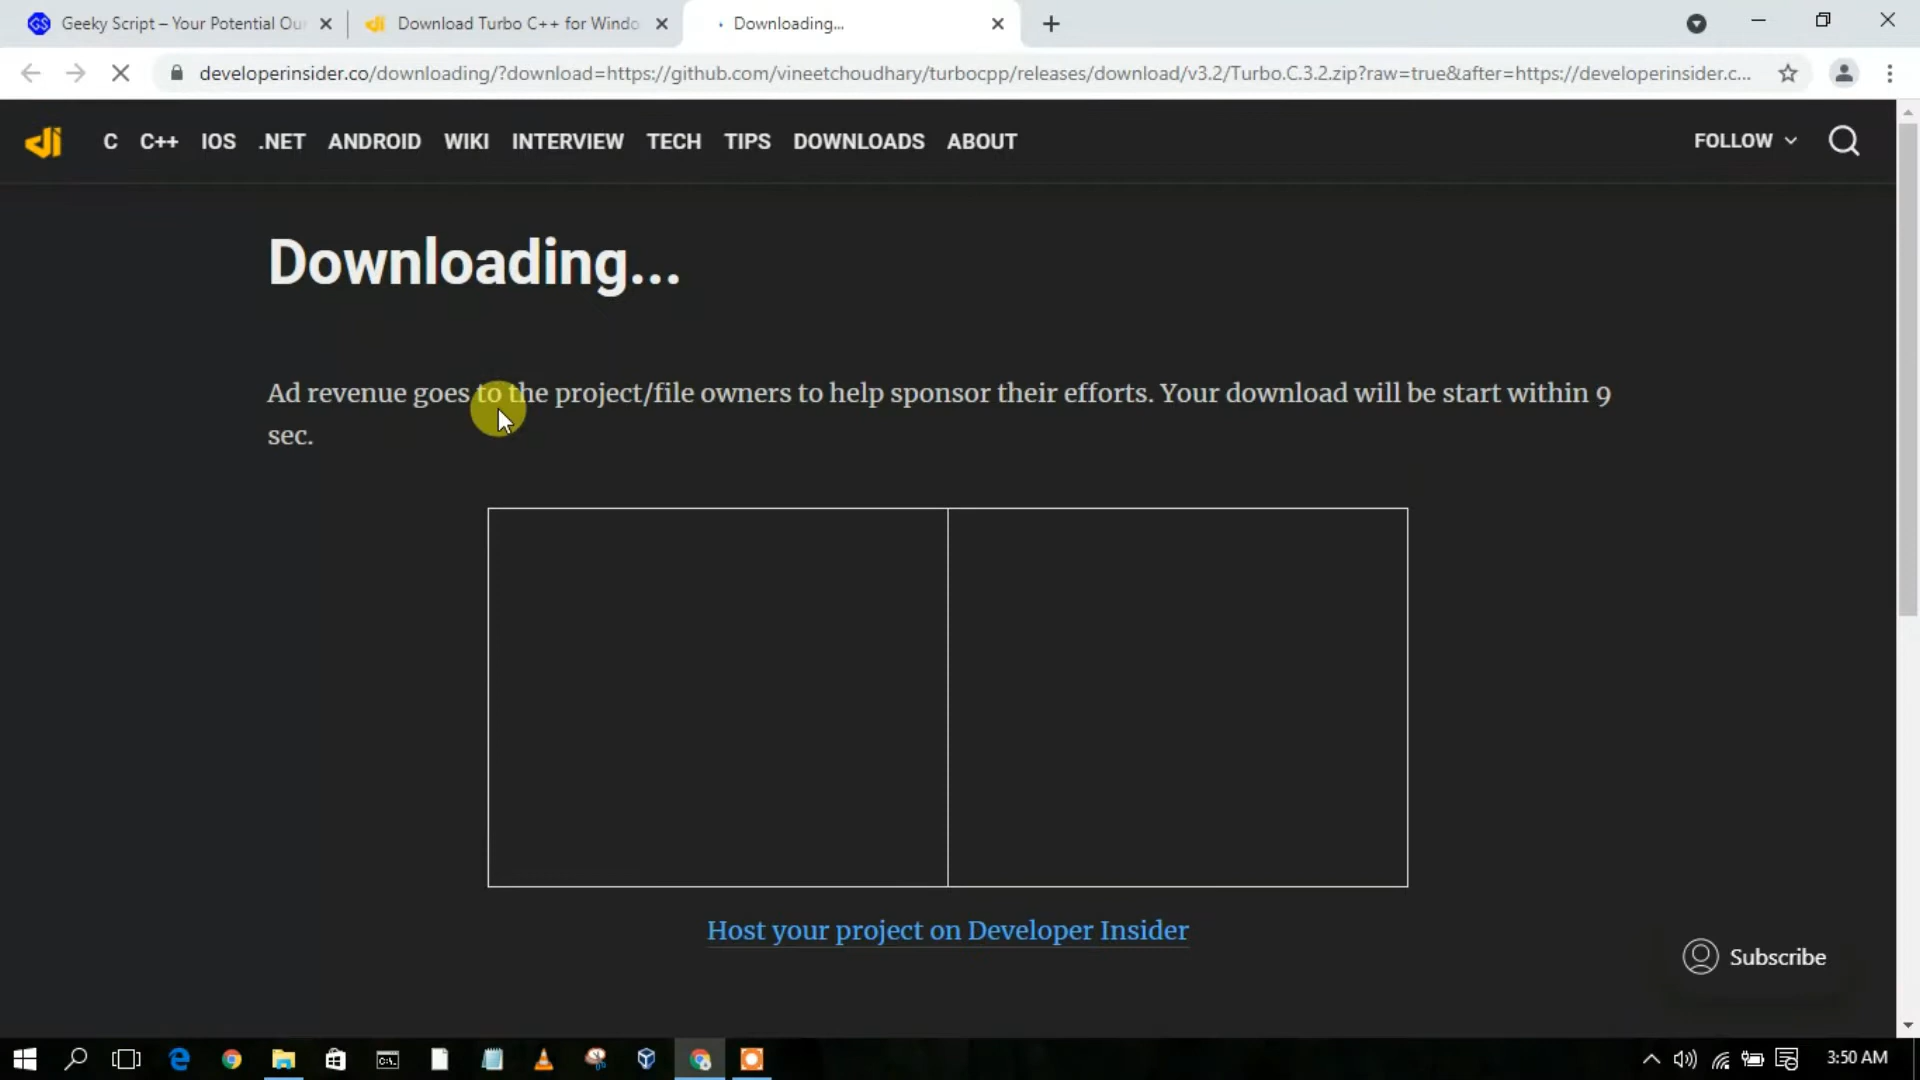 Geeky Script – Your Potential Ou
Download Turbo C++ for Windo
Downloading...
developerinsider.co/downloading/?download=https://github.com/vineetchoudhary/turbocpp/releases/download/v3.2/Turbo.C.3.2.zip?raw=true&after=https://developerinsider.c...
C C++ IOS .NET ANDROID WIKI INTERVIEW TECH TIPS DOWNLOADS ABOUT FOLLOW
Downloading...
Ad revenue goes to the project/file owners to help sponsor their efforts. Your download will be start within 9
sec.
Host your project on Developer Insider
Subscribe
3:50 AM